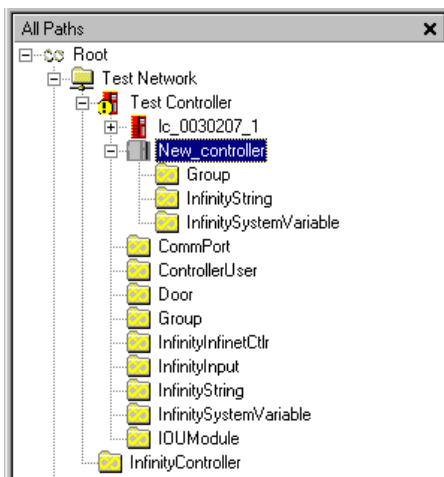 All Paths
Root
Test Network
Test Controller
Ic_0030207_1
New_controller
Group
InfinityString
InfinitySystemVariable
CommPort
ControllerUser
Door
Group
InfinityInfinetCtlr
InfinityInput
InfinityString
InfinitySystemVariable
IOUModule
InfinityController